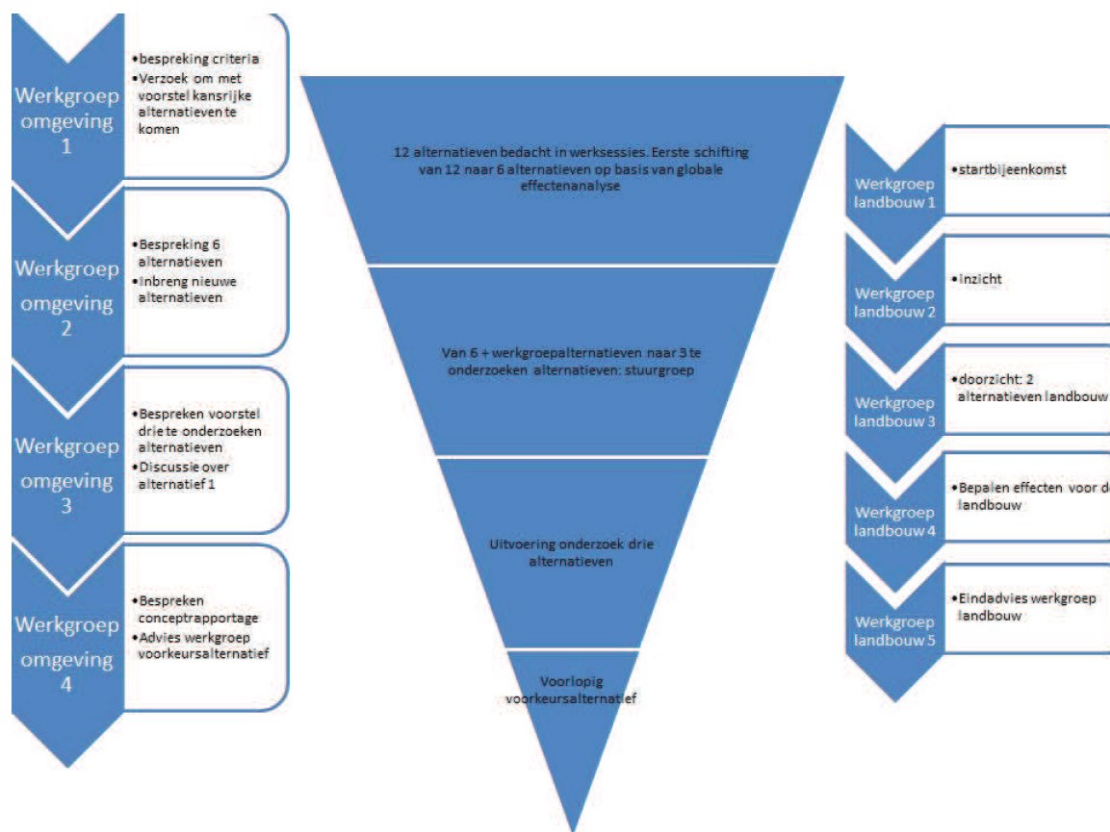 Werkgroep
omgeving
1
•bespreking criteria
•Verzoek om met
voorstel kansrijke
alternatieven te
komen
Werkgroep
omgeving
2
•Bespreking 6
alternatieven
•Inbreng nieuwe
alternatieven
Werkgroep
omgeving
3
•Bespreken voorstel
drie te onderzoeken
alternatieven
•Discussie over
alternatief 1
Werkgroep
omgeving
4
•Bespreken
conceptrapportage
•Advies werkgroep
voorkeursalternatief
12 alternatieven bedacht in werksessies. Eerste schifting
van 12 naar 6 alternatieven op basis van globale
effectenanalyse
Van 6 + werkgroepalternatieven naar 3 te
onderzoeken alternatieven: stuurgroep
Uitvoering onderzoek drie
alternatieven
Voorlopig
voorkeursalternatief
Werkgroep
landbouw 1
•startbijeenkomst
Werkgroep
landbouw 2
•inzicht
Werkgroep
landbouw 3
•doorzicht: 2
alternatieven landbouw
Werkgroep
landbouw 4
•Bepalen effecten voor de
landbouw
Werkgroep
landbouw 5
•Eindadvies werkgroep
landbouw